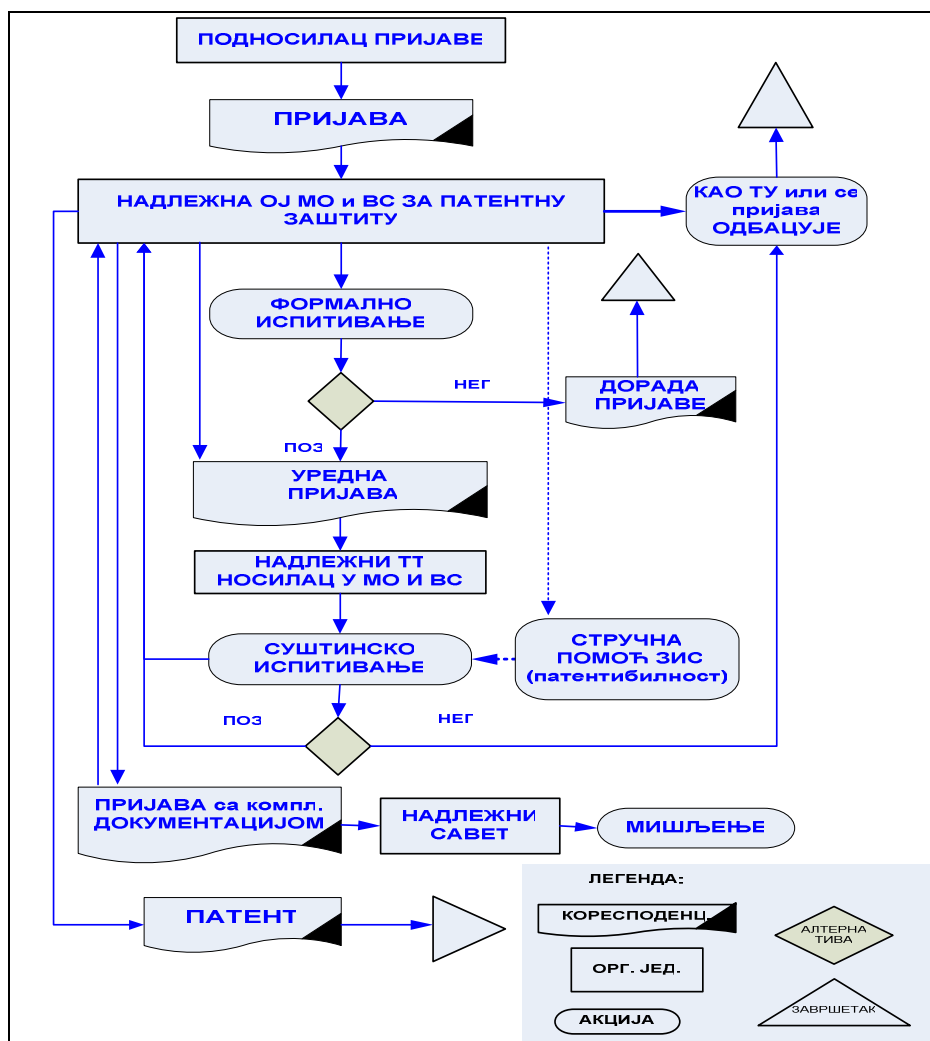 ПОДНОСИЛАЦ ПРИЈАВЕ
ПРИЈАВА
НАДЛЕЖНА ОЈ МО и ВС ЗА ПАТЕНТНУ
ЗАШТИТУ
КАО ТУ или се
пријава
ОДБАЦУЈЕ
ФОРМАЛНО
ИСПИТИВАЊЕ
НЕГ
ДОРАДА
ПРИЈАВЕ
ПОЗ
УРЕДНА
ПРИЈАВА
НАДЛЕЖНИ ТТ
НОСИЛАЦ У МО И ВС
СУШТИНСКО
ИСПИТИВАЊЕ
СТРУЧНА
ПОМОЋ ЗИС
(патентибилност)
ПОЗ
НЕГ
ПРИЈАВА са компл.
ДОКУМЕНТАЦИЈОМ
НАДЛЕЖНИ
САВЕТ
МИШЉЕЊЕ
ПАТЕНТ
ЛЕГЕНДА:
КОРЕСПОДЕНЦ.
АЛТЕРНА
ТИВА
ОРГ. ЈЕД.
АКЦИЈА
ЗАВРШЕТАК